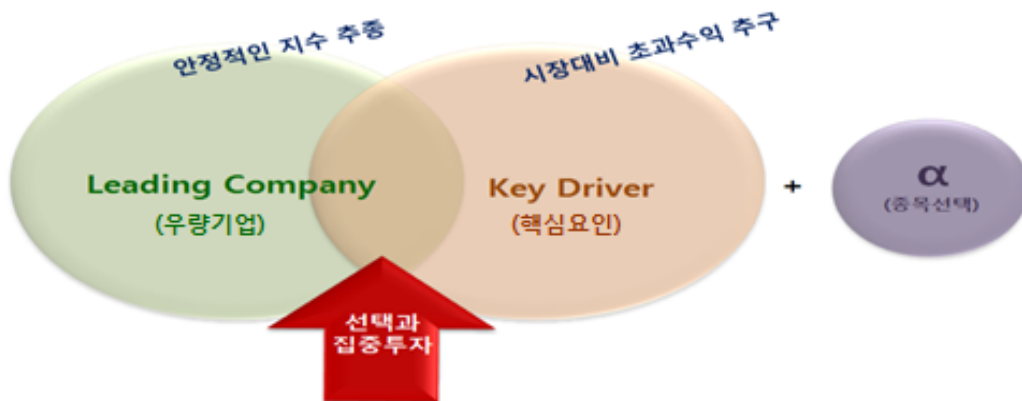 안정적인 지수 추종
시장대비 초과수익 추구
Leading Company
(우량기업)
Key Driver
(핵심요인)
+
α
(종목선택)
선택과
집중투자